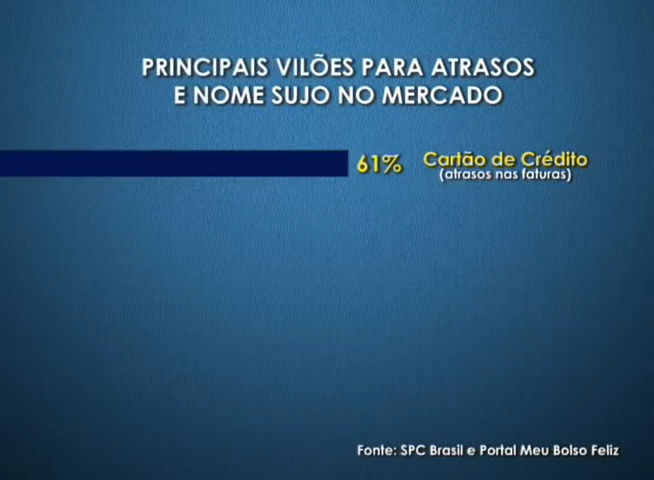 PRINCIPAIS VILÕES PARA ATRASOS
E NOME SUJO NO MERCADO
61% Cartão de Crédito
(atrasos nas faturas)
Fonte: SPC Brasil e Portal Meu Bolso Feliz